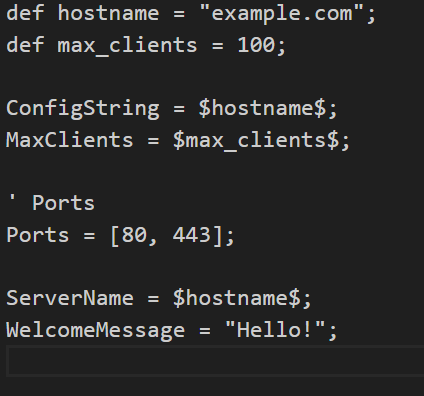 def hostname = "example.com";
def max_clients = 100;
ConfigString = $hostname$;
MaxClients = $max_clients$;
' Ports
Ports = [80, 443];
ServerName = $hostname$;
WelcomeMessage = "Hello!";